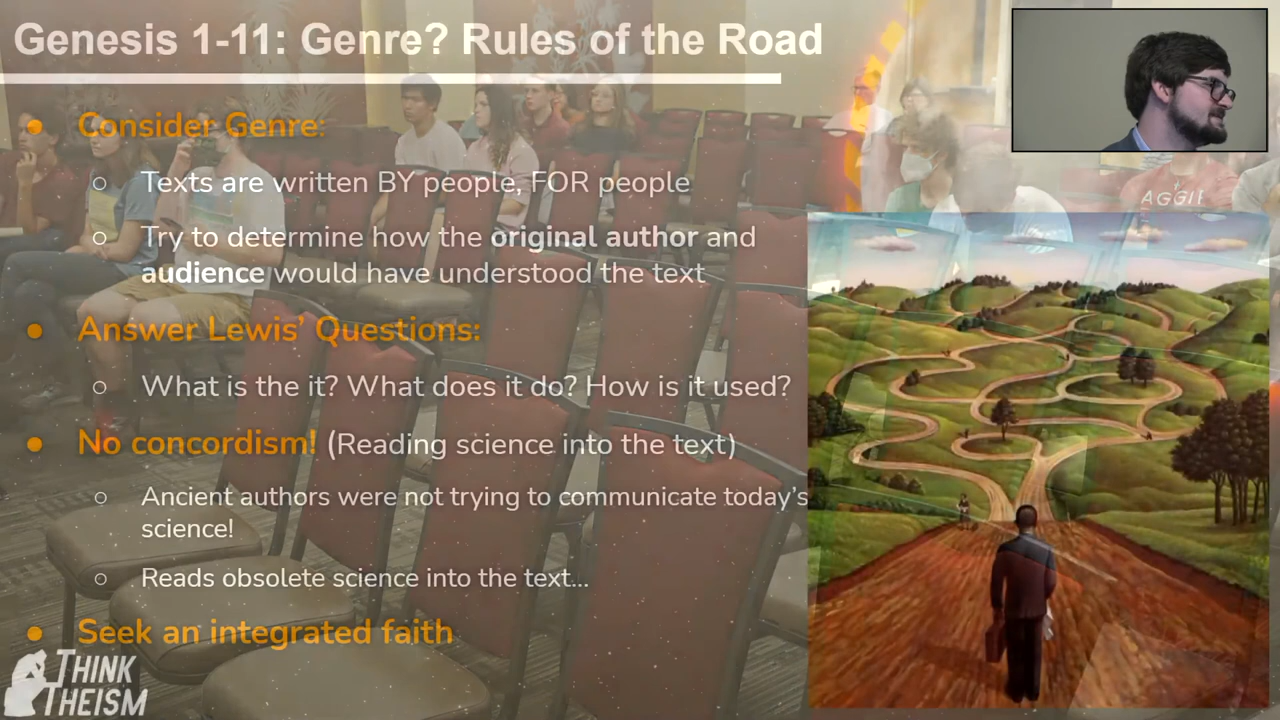 Genesis 1-11: Genre? Rules of the Road
Consider Genre:
Texts are written BY people, FOR people
Try to determine how the original author and
audience would have understood the text
Answer Lewis' Questions:
What is the it? What does it do? How is it used?
No concordism! (Reading science into the text)
Ancient authors were not trying to communicate today's
science!
Reads obsolete science into the text...
Seek an integrated faith
THINK
THEISM
AGGIE